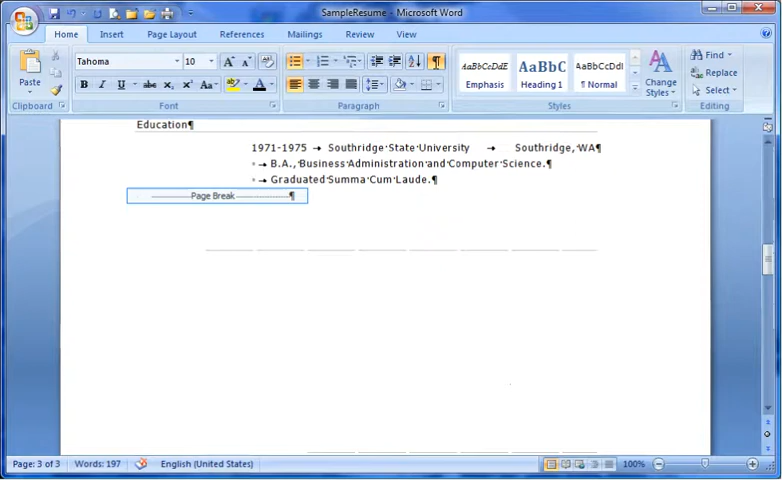 SampleResume - Microsoft Word
Home Insert Page Layout References Mailings Review View
Paste
Clipboard
Tahoma 10
B I U abc x₂ x² Aa ab A
Font
Paragraph
AaBbCcDdE AaBbC AaBbCcDdI
Emphasis Heading 1 ¶ Normal
Change Styles
Styles
Find
Replace
Select
Editing
Education¶
1971-1975 → Southridge·State·University → Southridge,·WA¶
▪ → B.A.,·Business·Administration·and·Computer·Science.¶
▪ → Graduated·Summa·Cum·Laude.¶
Page Break ¶
Page: 3 of 3 Words: 197 English (United States) 100%